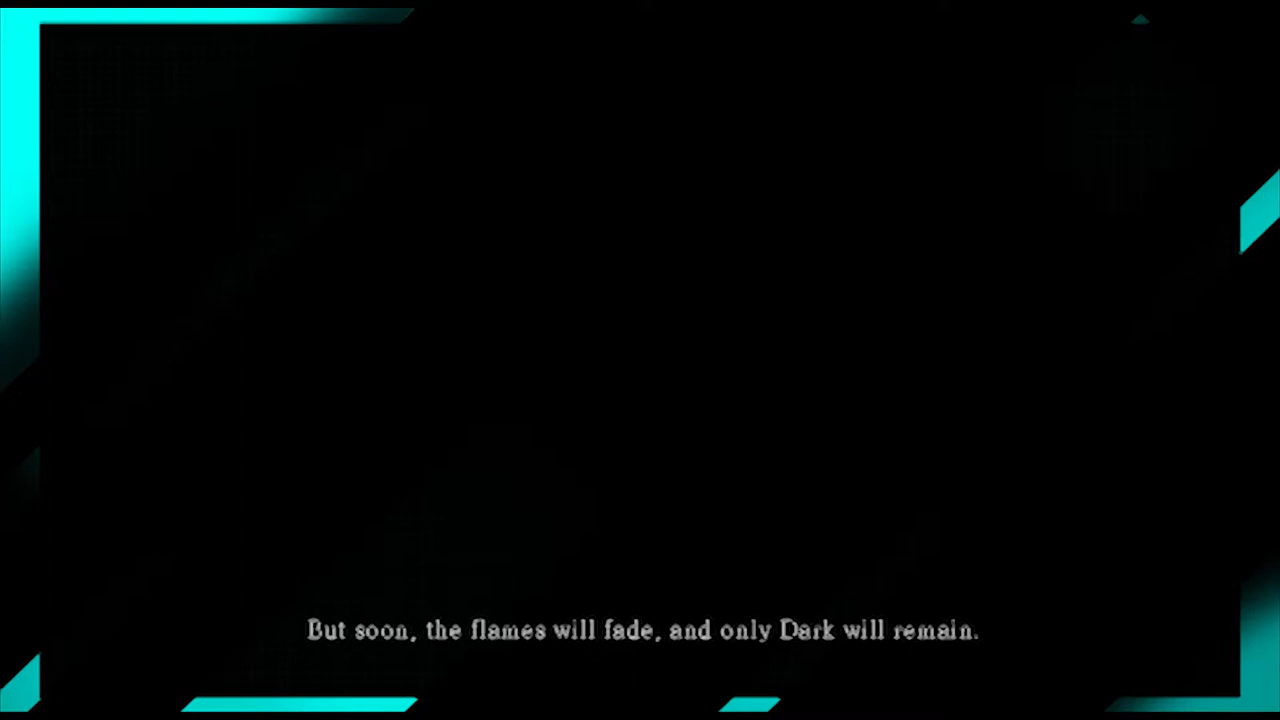 But soon, the flames will fade, and only Dark will remain.